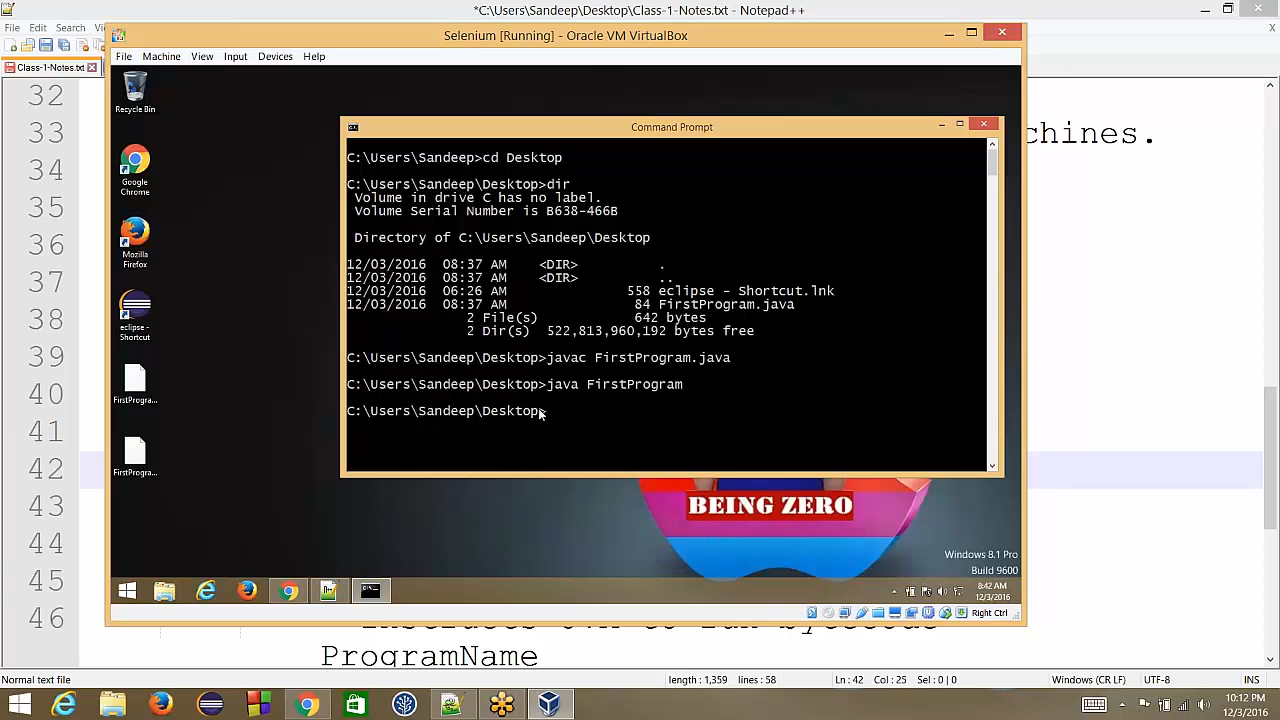 *C:\Users\Sandeep\Desktop\Class-1-Notes.txt - Notepad++
File Edit Search
Class-1-Notes.txt
Selenium [Running] - Oracle VM VirtualBox
File Machine View Input Devices Help
Recycle Bin
Google Chrome
Mozilla Firefox
eclipse - Shortcut
FirstProgra...
FirstProgra...
Command Prompt
C:\Users\Sandeep>cd Desktop
C:\Users\Sandeep\Desktop>dir
Volume in drive C has no label.
Volume Serial Number is B638-466B
Directory of C:\Users\Sandeep\Desktop
12/03/2016 08:37 AM <DIR> .
12/03/2016 08:37 AM <DIR> ..
12/03/2016 06:26 AM 558 eclipse - Shortcut.lnk
12/03/2016 08:37 AM 84 FirstProgram.java
2 File(s) 642 bytes
2 Dir(s) 522,813,960,192 bytes free
C:\Users\Sandeep\Desktop>javac FirstProgram.java
C:\Users\Sandeep\Desktop>java FirstProgram
C:\Users\Sandeep\Desktop>
BEING ZERO
Windows 8.1 Pro
Build 9600
8:42 AM
12/3/2016
Right Ctrl
32
33 chines.
34
35
36
37
38
39
40
41
42
43
44
45
46
ProgramName
Normal text file length : 1,359 lines : 58 Ln : 42 Col : 25 Sel : 0 | 0 Windows (CR LF) UTF-8 INS
10:12 PM
12/3/2016